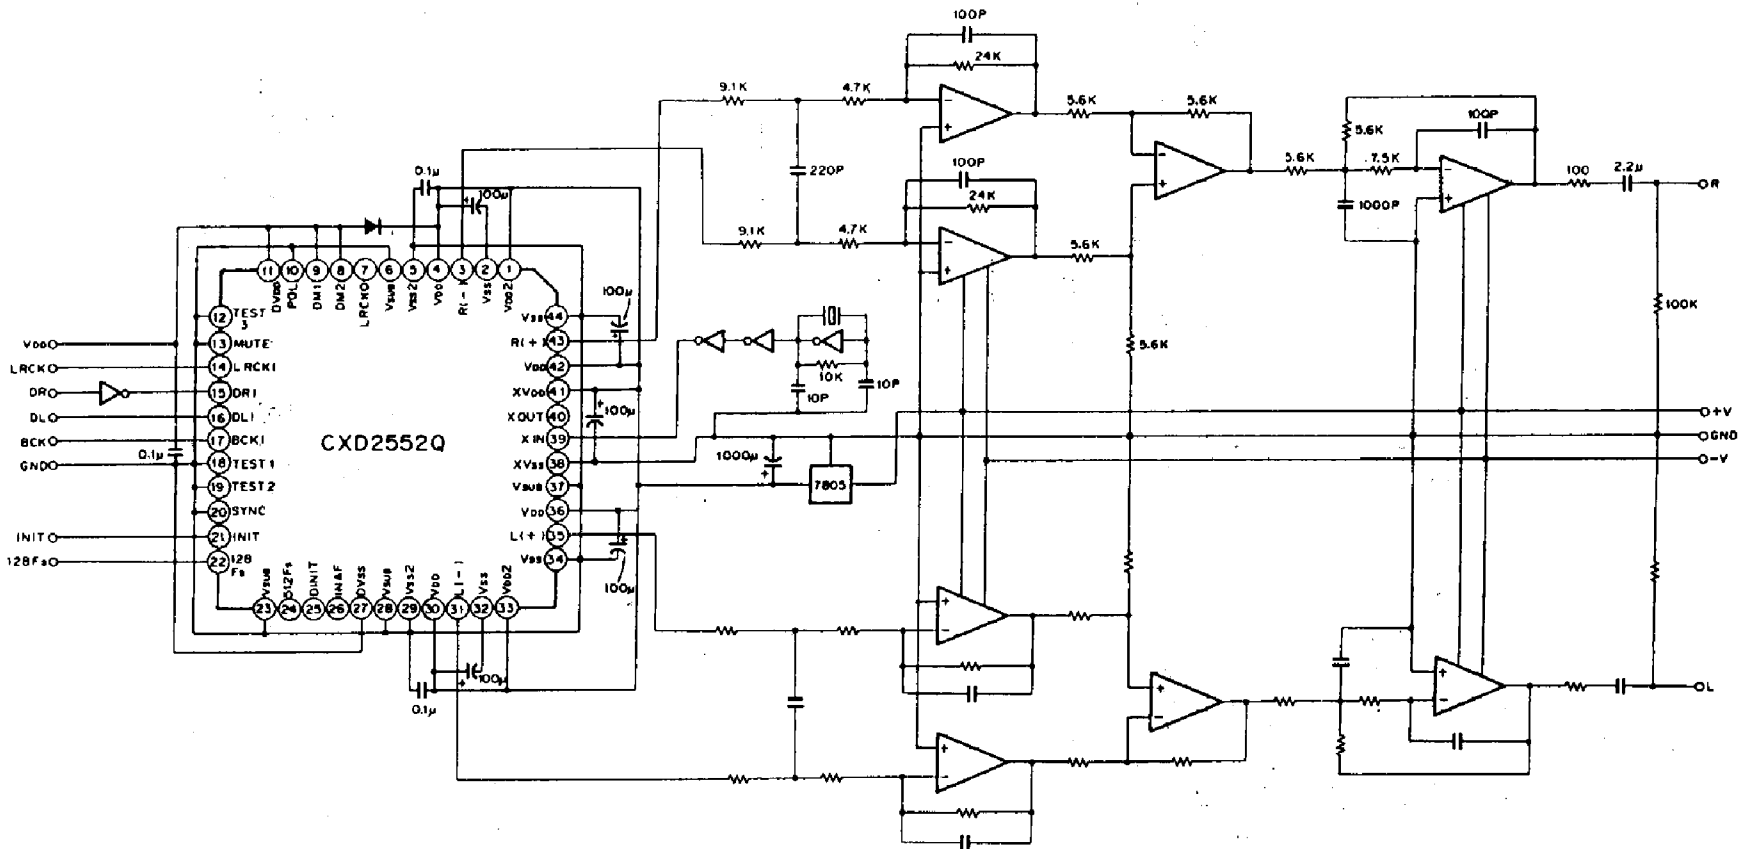 100P
24K
9.1K
4.7K
5.6K
5.6K
100P
5.6K
5.6K
7.5K
100
2.2µ
R
1000P
220P
100P
24K
9.1K
4.7K
5.6K
5.6K
100K
0.1µ
+
100µ
11 10 9 8 7 6 5 4 3 2 1
DVDD
POL
DM1
DM2
LRCKO
VSUB
VSS2
VDD
R(-)
VSS
VDD2
100µ
12 TEST 3
VSS 44
13 MUTE
R(+) 43
VDD
14 LRCKI
VDD 42
LRCK
15 DRI
XVDD 41
DR
16 DLI
XOUT 40
DL
17 BCKI
XIN 39
BCK
18 TEST1
XVSS 38
GND
19 TEST2
VSUB 37
20 SYNC
VDD 36
21 INIT
L(+) 35
INIT
22 128 Fs
VSS 34
128Fs
0.1µ
CXD2552Q
+
100µ
10K
10P
10P
1000µ
+
7805
+V
GND
-V
100µ
VSUB
512Fs
DINIT
INAF
DVSS
VSUB
VSS2
VDD
L(-)
VSS
VDD2
23 24 25 26 27 28 29 30 31 32 33
+
100µ
0.1µ
L